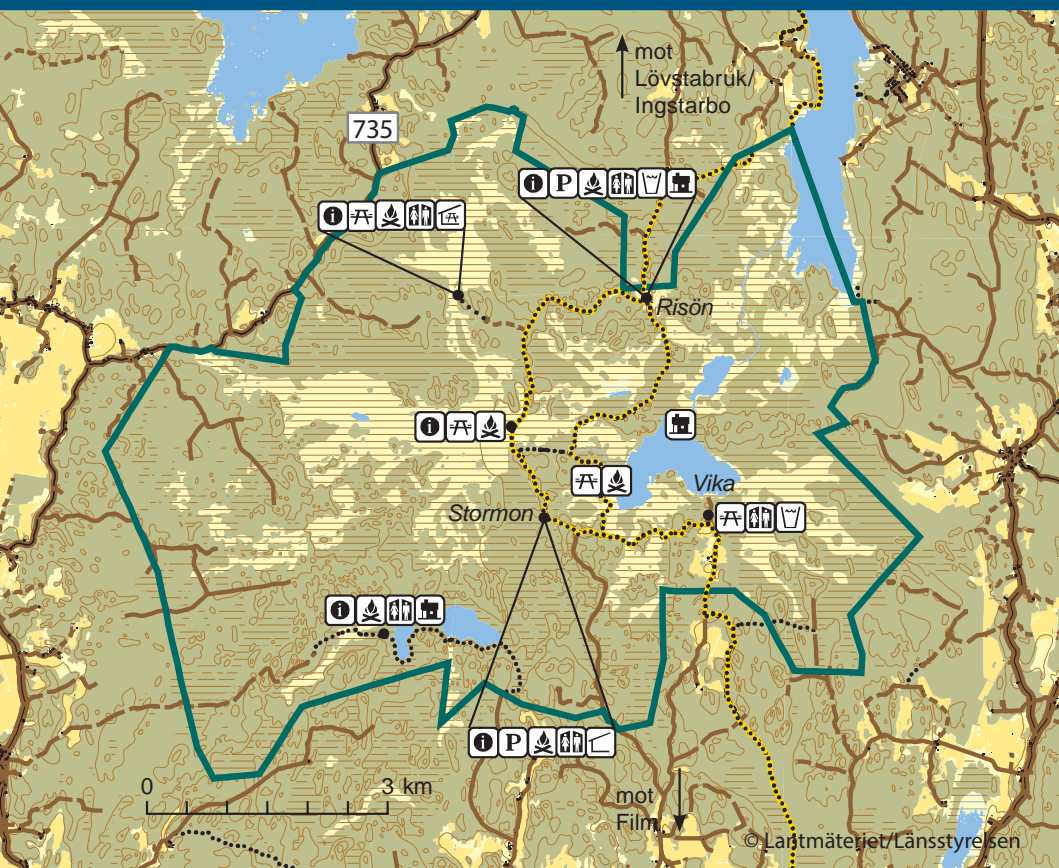 mot
Lövstabruk/
Ingstarbo
735
i P
i
Risön
i
Vika
Stormon
i
i P
0 3 km
mot
Film
© Lantmäteriet/Länsstyrelsen